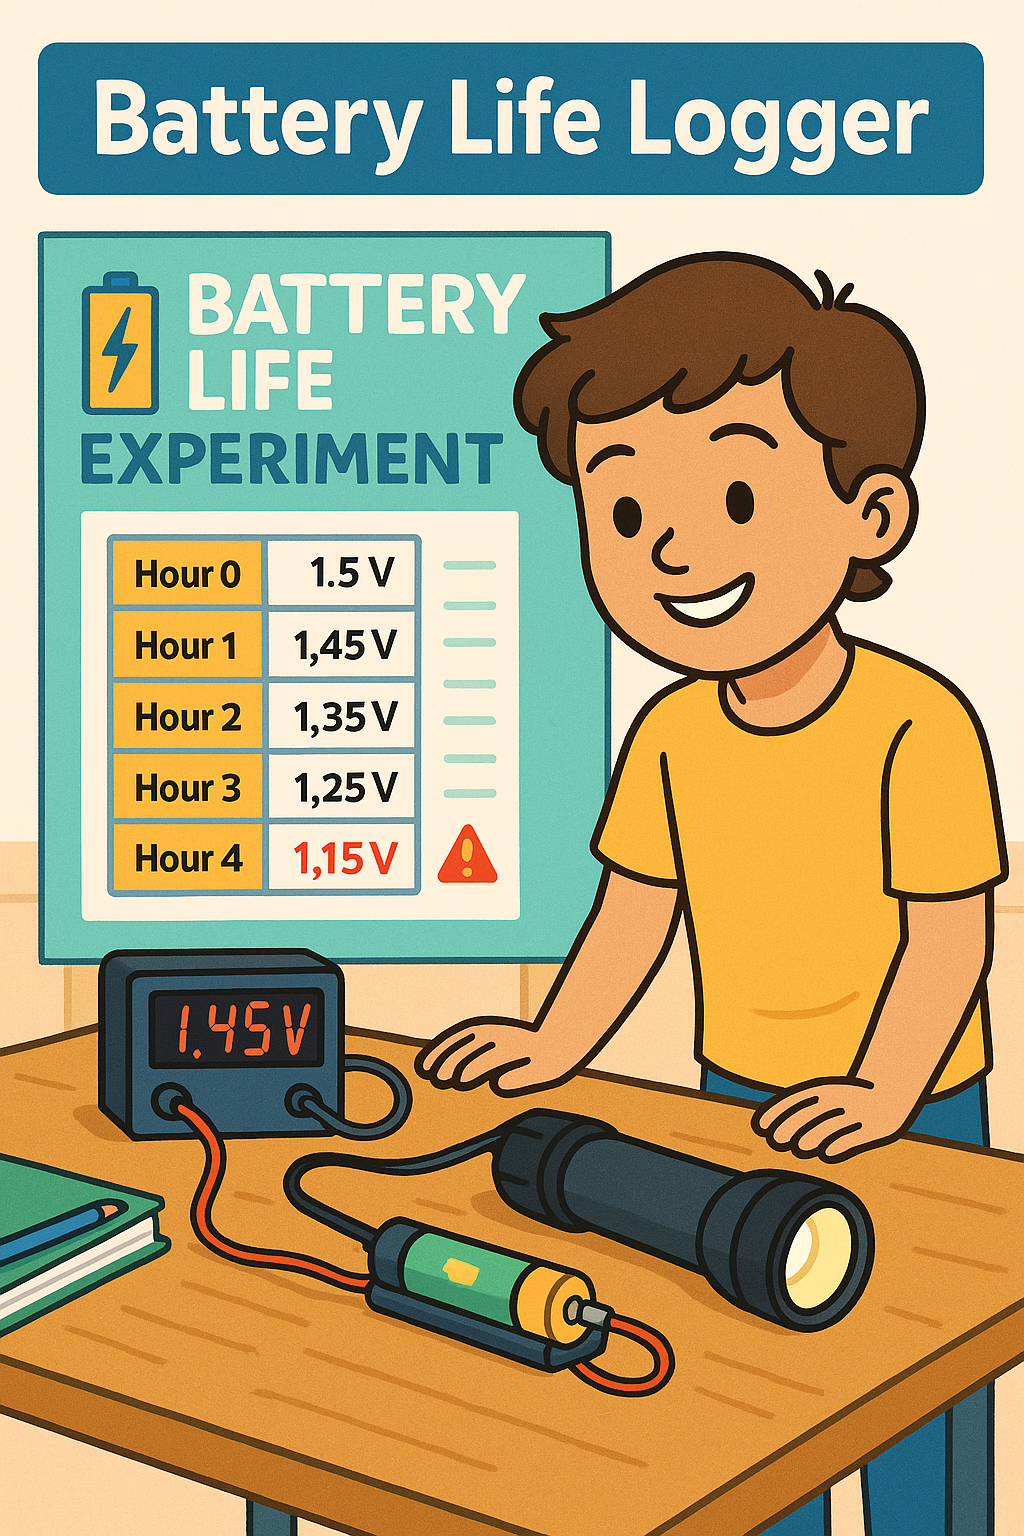 Battery Life Logger
BATTERY
LIFE
EXPERIMENT
Hour 0 1.5 V
Hour 1 1,45 V
Hour 2 1,35 V
Hour 3 1,25 V
Hour 4 1,15 V
1.45V